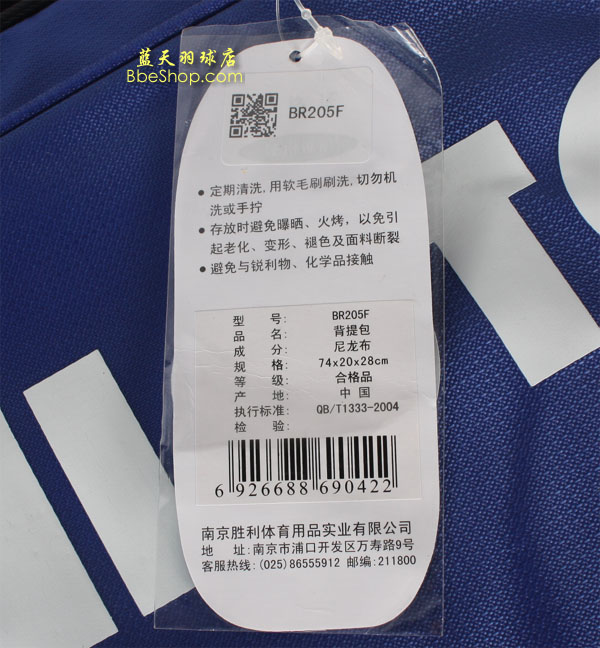 蓝天羽球店
BbeShop.com
BR205F
● 定期清洗,用软毛刷刷洗,切勿机
洗或手拧
● 存放时避免曝晒、火烤,以免引
起老化、变形、褪色及面料断裂
● 避免与锐利物、化学品接触
型 号: BR205F
品 名: 背提包
成 分: 尼龙布
规 格: 74x20x28cm
等 级: 合格品
产 地: 中 国
执行标准: QB/T1333-2004
检 验:
6 926688 690422
南京胜利体育用品实业有限公司
地 址:南京市浦口开发区万寿路9号
客服热线:(025)86555912 邮编:211800